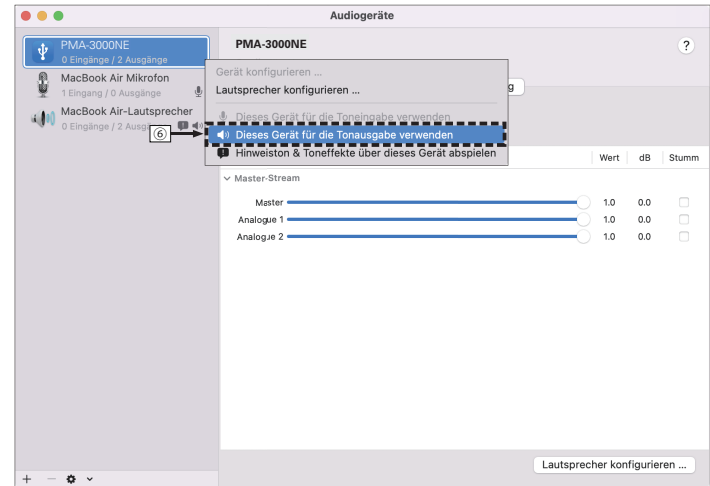 Audiogeräte
PMA-3000NE
0 Eingänge / 2 Ausgänge
MacBook Air Mikrofon
1 Eingang / 0 Ausgänge
MacBook Air-Lautsprecher
0 Eingänge / 2
6
PMA-3000NE
?
Gerät konfigurieren ...
Lautsprecher konfigurieren ...
Dieses Gerät für die Toneingabe verwenden
Dieses Gerät für die Tonausgabe verwenden
Hinweiston & Toneffekte über dieses Gerät abspielen
g
Wert dB Stumm
Master-Stream
Master 1.0 0.0
Analogue 1 1.0 0.0
Analogue 2 1.0 0.0
Lautsprecher konfigurieren ...